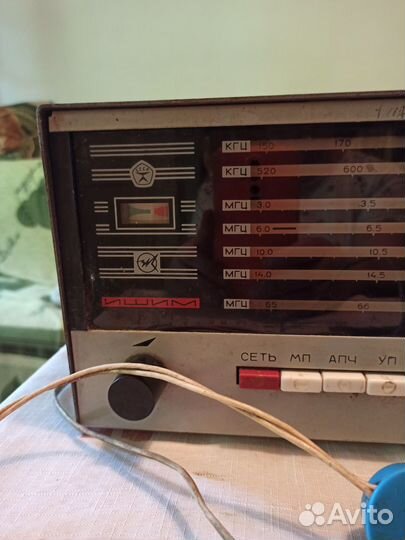 КГЦ 150 170
КГЦ 520 600
МГЦ 3.0 3.5
МГЦ 6.0 6.5
МГЦ 10.0 10.5
МГЦ 14.0 14.5
ИШИМ
МГЦ 65 66
СЕТЬ МП АПЧ УП
Avito